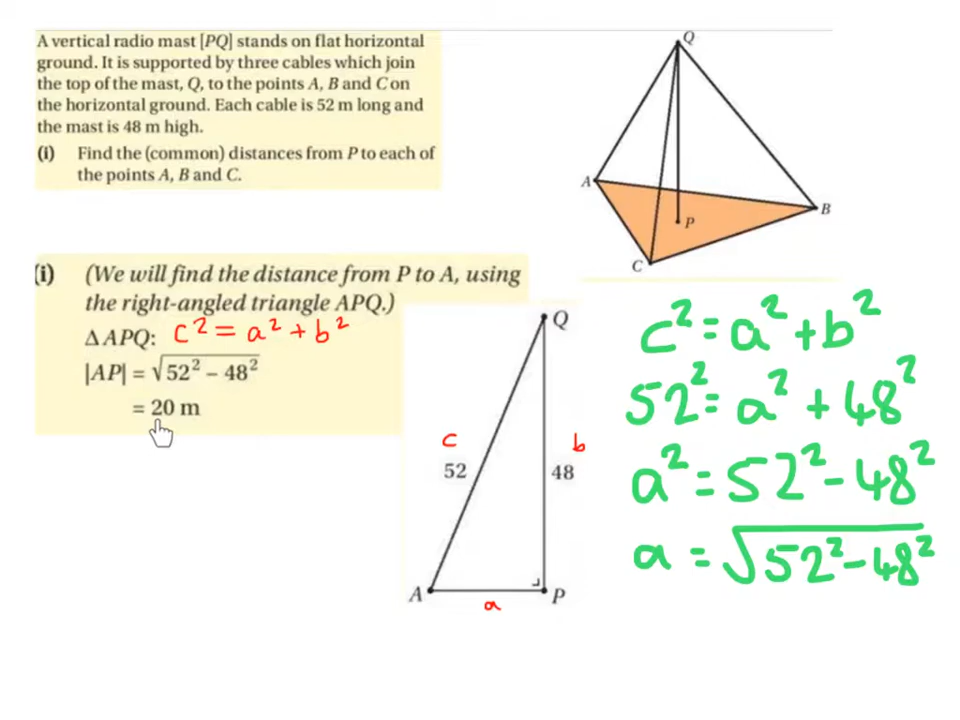 A vertical radio mast [PQ] stands on flat horizontal
ground. It is supported by three cables which join
the top of the mast, Q, to the points A, B and C on
the horizontal ground. Each cable is 52 m long and
the mast is 48 m high.
(i) Find the (common) distances from P to each of
the points A, B and C.
Q
A
B
P
C
(i) (We will find the distance from P to A, using
the right-angled triangle APQ.)
Δ APQ: c² = a² + b²
|AP| = √52² − 48²
= 20 m
Q
c
b
52
48
A
P
a
c² = a² + b²
52² = a² + 48²
a² = 52² − 48²
a = √52² − 48²